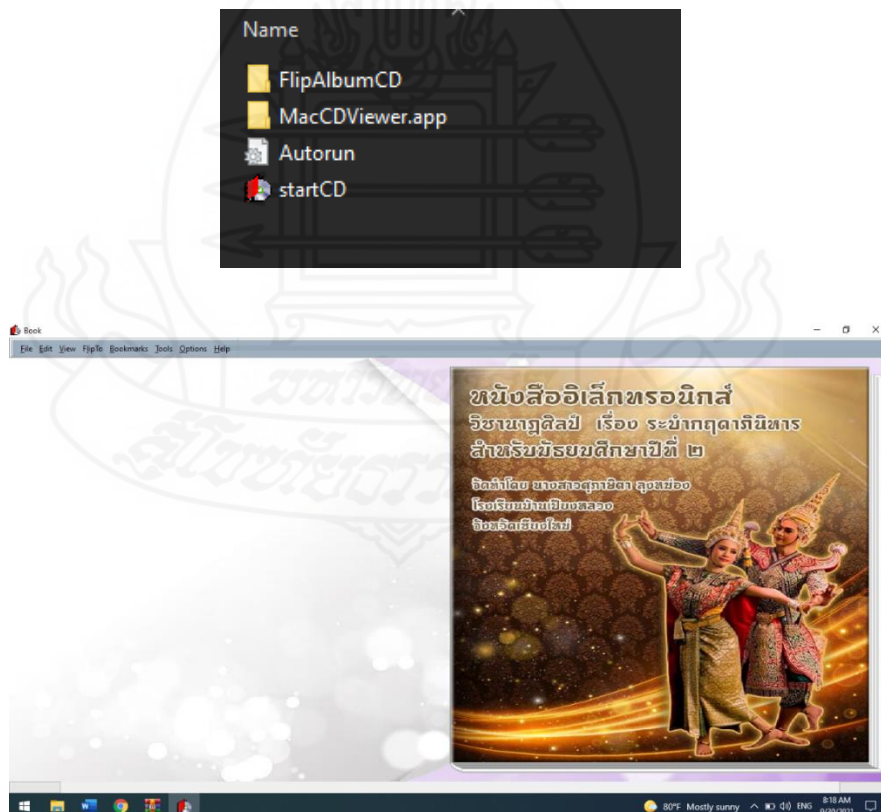 Name
FlipAlbumCD
MacCDViewer.app
Autorun
startCD
Book
File Edit View FlipTo Bookmarks Tools Options Help
หนังสืออิเล็กทรอนิกส์
วิชานาฏศิลป์ เรื่อง ระบำกฤดาภินิหาร
สำหรับมัธยมศึกษาปีที่ ๒
จัดทำโดย นางสาวศุภาษิตา ลุงหม่อง
โรงเรียนบ้านเปียงหลวง
จังหวัดเชียงใหม่
80°F Mostly sunny ENG 8:18 AM